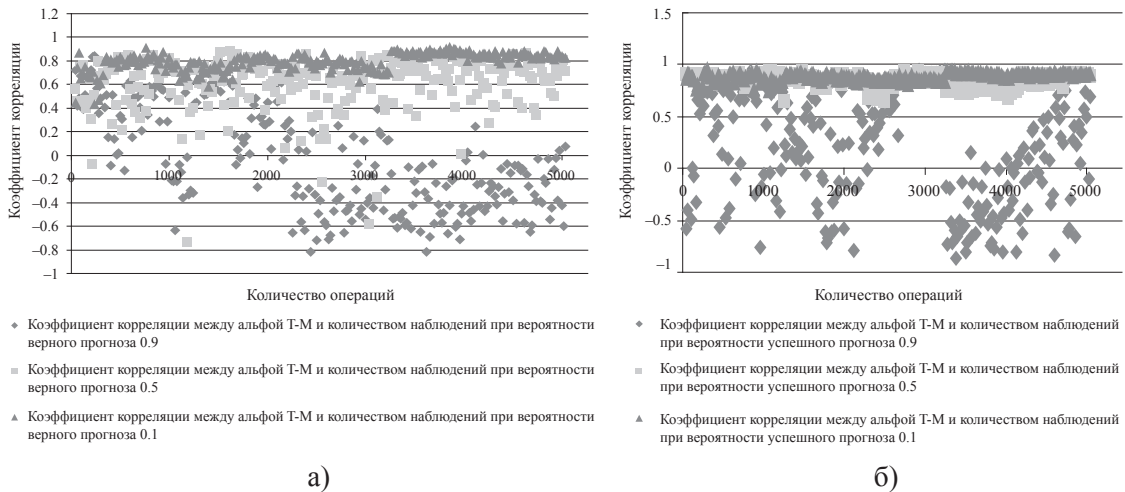 1.2
1
0.8
0.6
0.4
0.2
0
–0.2
–0.4
–0.6
–0.8
–1
0
1000
2000
3000
4000
5000
Коэффициент корреляции
Количество операций
Коэффициент корреляции между альфой Т-М и количеством наблюдений при вероятности
верного прогноза 0.9
Коэффициент корреляции между альфой Т-М и количеством наблюдений при вероятности
верного прогноза 0.5
Коэффициент корреляции между альфой Т-М и количеством наблюдений при вероятности
верного прогноза 0.1
а)
1.5
1
0.5
0
–0.5
–1
0
1000
2000
3000
4000
5000
Коэффициент корреляции
Количество операций
Коэффициент корреляции между альфой Т-М и количеством наблюдений
при вероятности успешного прогноза 0.9
Коэффициент корреляции между альфой Т-М и количеством наблюдений
при вероятности успешного прогноза 0.5
Коэффициент корреляции между альфой Т-М и количеством наблюдений
при вероятности успешного прогноза 0.1
б)